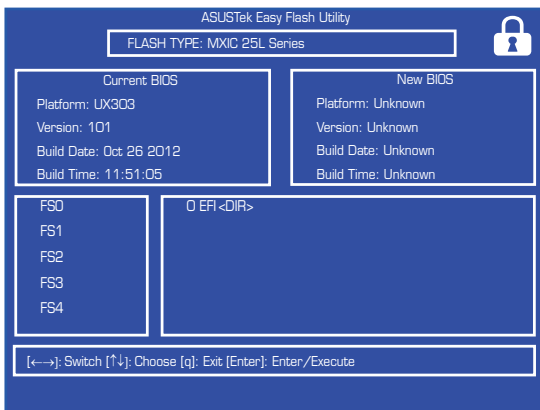 ASUSTek Easy Flash Utility
FLASH TYPE: MXIC 25L Series
Current BIOS
Platform: UX303
Version: 101
Build Date: Oct 26 2012
Build Time: 11:51:05
New BIOS
Platform: Unknown
Version: Unknown
Build Date: Unknown
Build Time: Unknown
FS0
FS1
FS2
FS3
FS4
0 EFI <DIR>
[←→]: Switch [↑↓]: Choose [q]: Exit [Enter]: Enter/Execute